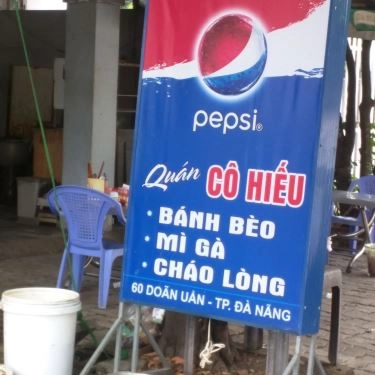 pepsi®
Quán CÔ HIẾU
• BÁNH BÈO
• MÌ GÀ
• CHÁO LÒNG
60 DOÃN UẨN - TP. ĐÀ NẴNG